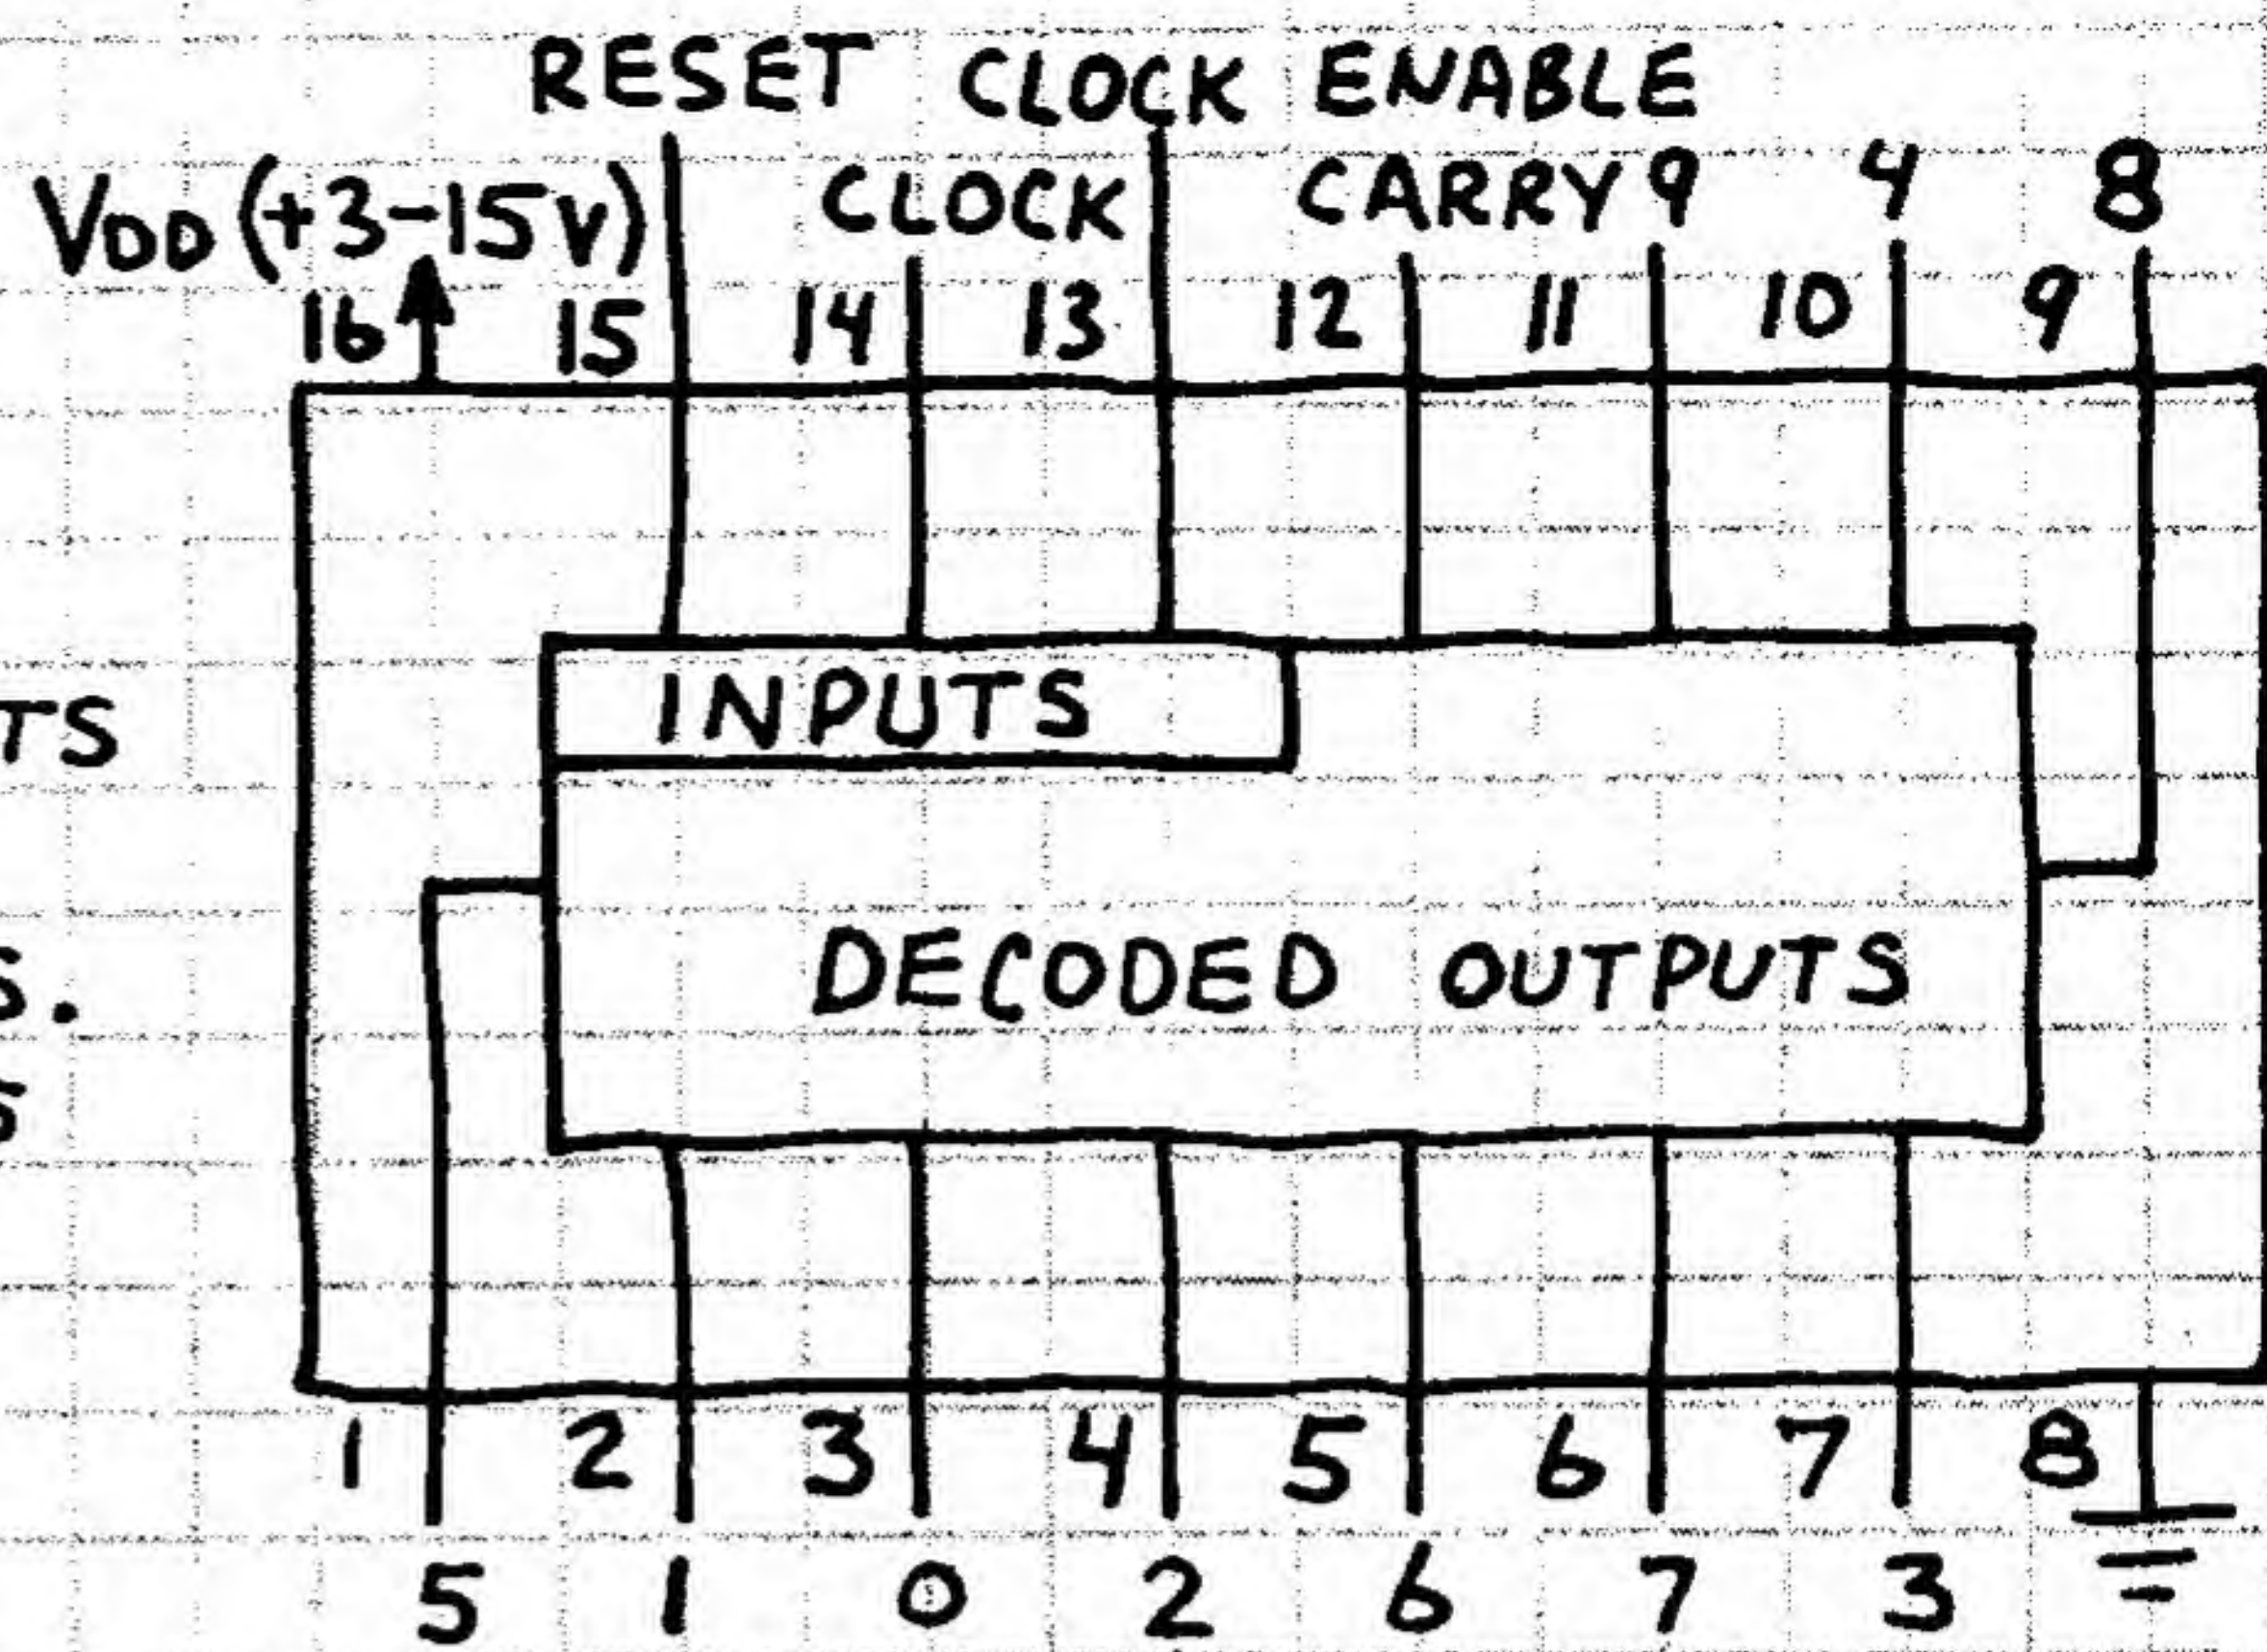 RESET CLOCK ENABLE
VDD (+3-15V) CLOCK CARRY 9 4 8
16 15 14 13 12 11 10 9
INPUTS
TS
DECODED OUTPUTS
S.
S
1 2 3 4 5 6 7 8
5 1 0 2 6 7 3